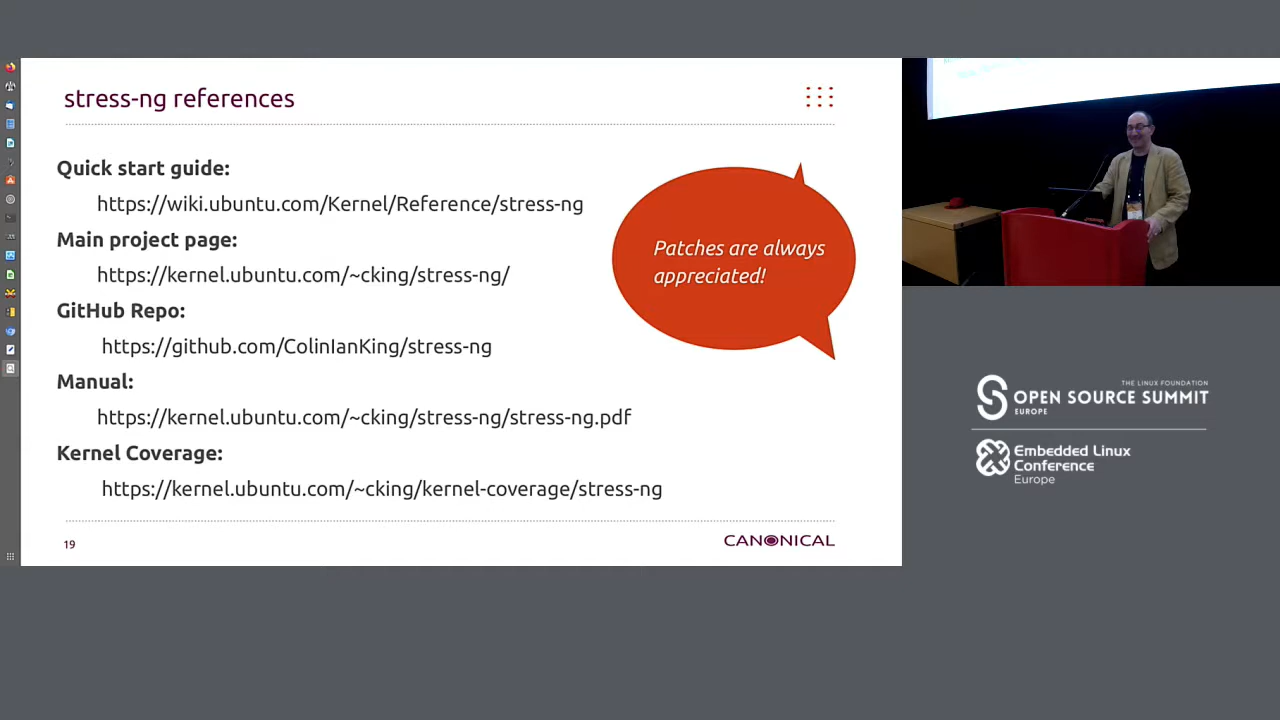 stress-ng references
Quick start guide:
https://wiki.ubuntu.com/Kernel/Reference/stress-ng
Main project page:
https://kernel.ubuntu.com/~cking/stress-ng/
GitHub Repo:
https://github.com/ColinIanKing/stress-ng
Manual:
https://kernel.ubuntu.com/~cking/stress-ng/stress-ng.pdf
Kernel Coverage:
https://kernel.ubuntu.com/~cking/kernel-coverage/stress-ng
Patches are always
appreciated!
19
CANONICAL
THE LINUX FOUNDATION
OPEN SOURCE SUMMIT
EUROPE
Embedded Linux
Conference
Europe